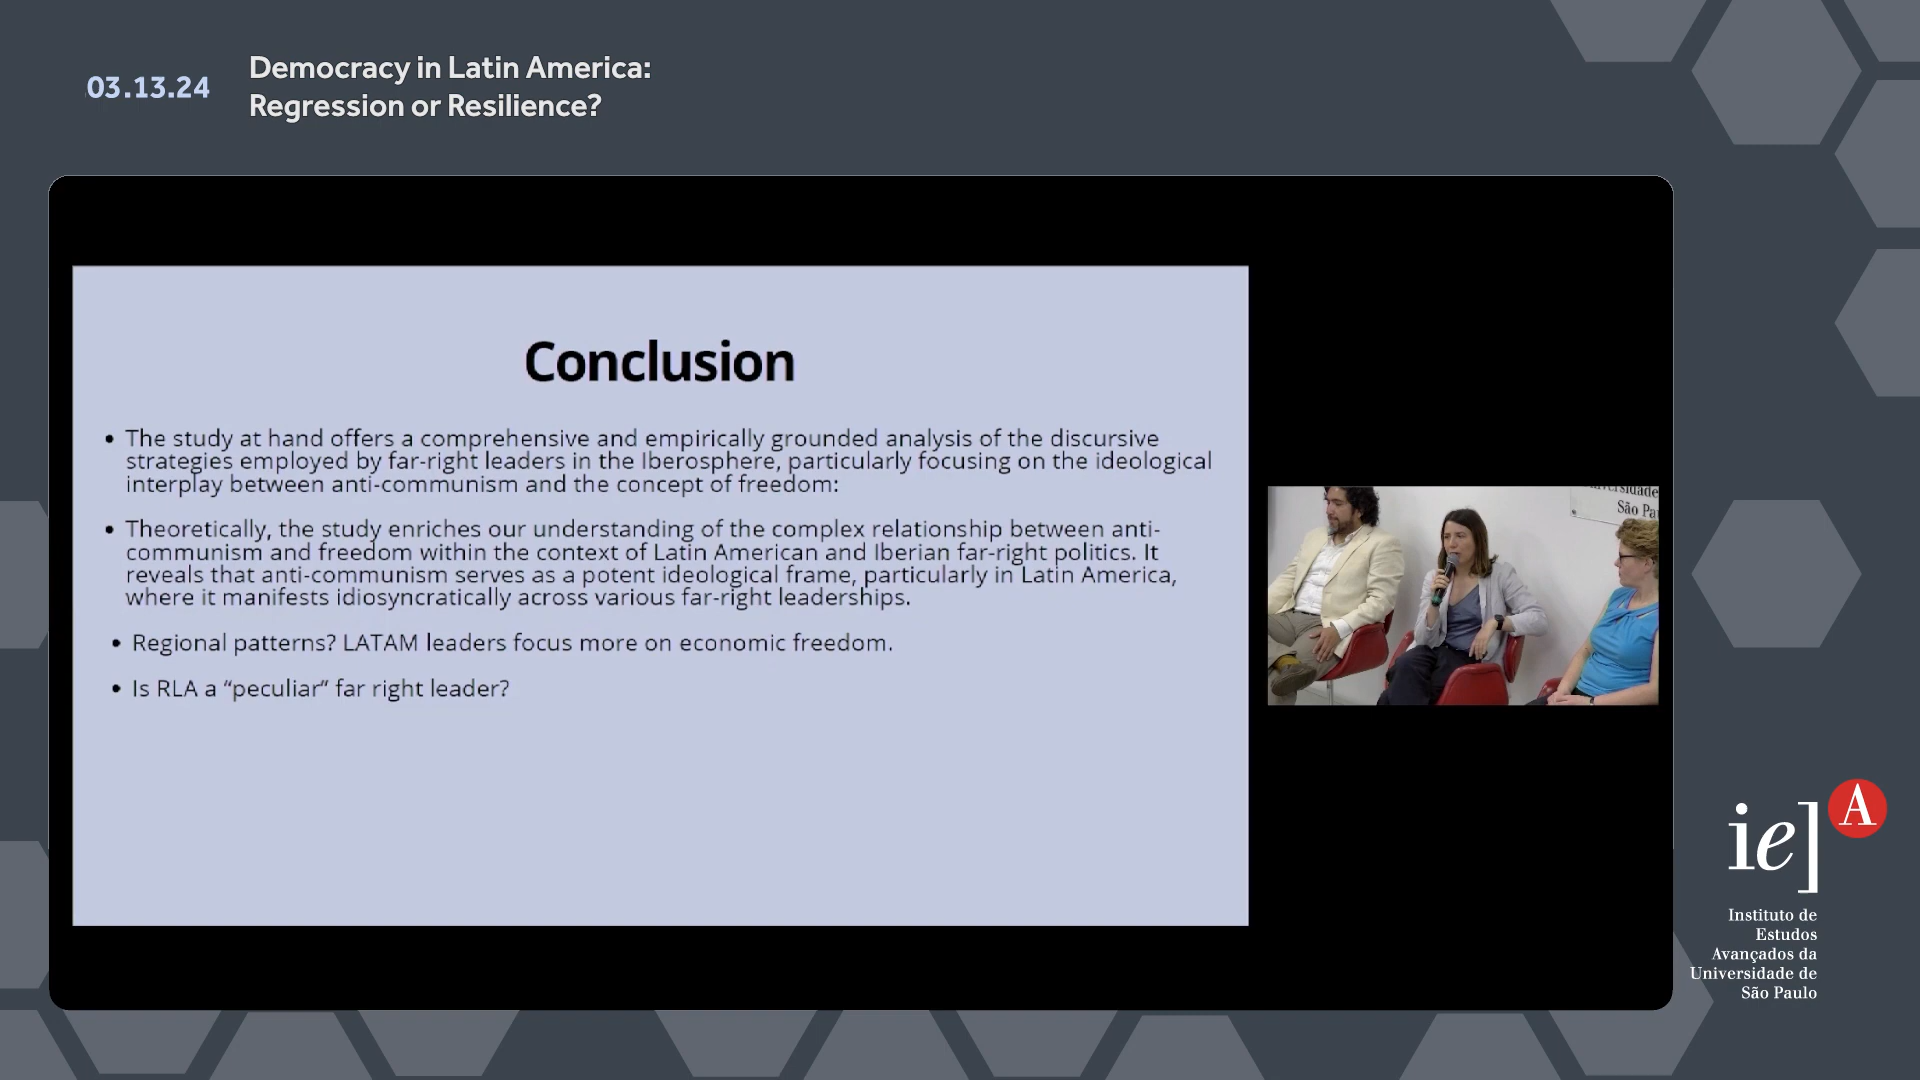 03.13.24
Democracy in Latin America:
Regression or Resilience?
Conclusion
• The study at hand offers a comprehensive and empirically grounded analysis of the discursive
strategies employed by far-right leaders in the Iberosphere, particularly focusing on the ideological
interplay between anti-communism and the concept of freedom:
• Theoretically, the study enriches our understanding of the complex relationship between anti-
communism and freedom within the context of Latin American and Iberian far-right politics. It
reveals that anti-communism serves as a potent ideological frame, particularly in Latin America,
where it manifests idiosyncratically across various far-right leaderships.
• Regional patterns? LATAM leaders focus more on economic freedom.
• Is RLA a “peculiar” far right leader?
São Pa
ie] A
Instituto de
Estudos
Avançados da
Universidade de
São Paulo